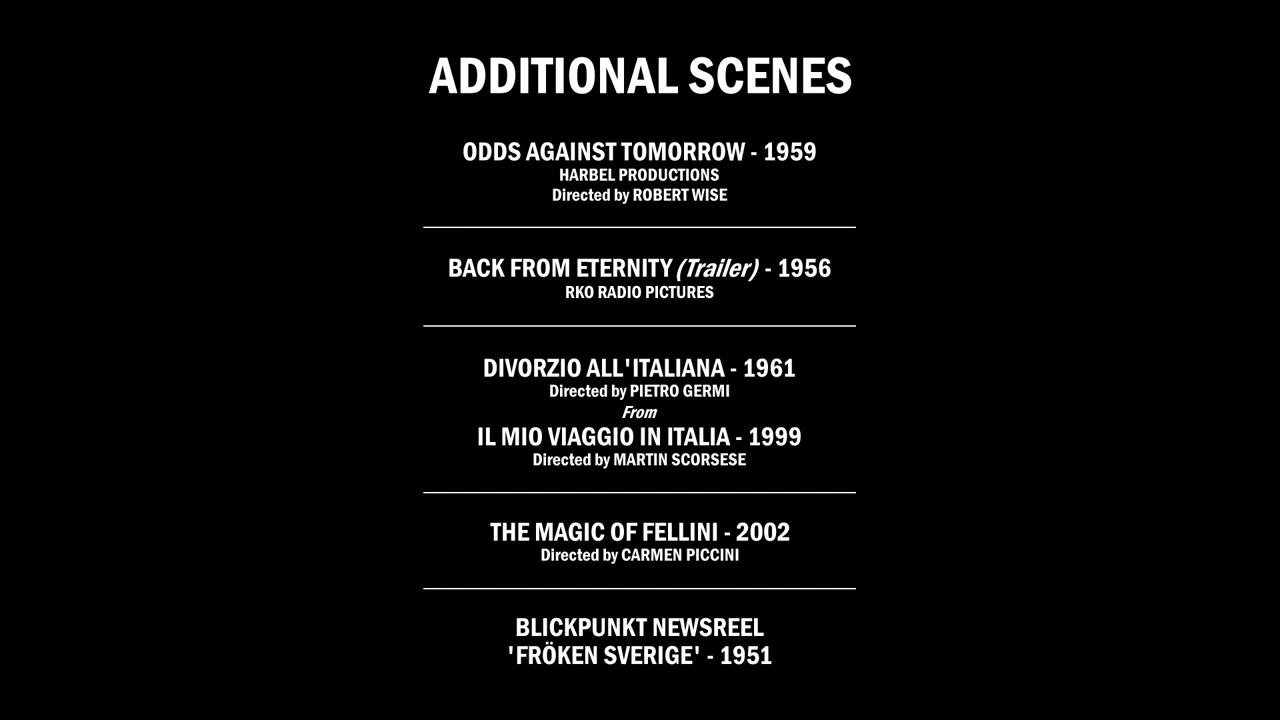 ADDITIONAL SCENES
ODDS AGAINST TOMORROW - 1959
HARBEL PRODUCTIONS
Directed by ROBERT WISE
BACK FROM ETERNITY (Trailer) - 1956
RKO RADIO PICTURES
DIVORZIO ALL'ITALIANA - 1961
Directed by PIETRO GERMI
From
IL MIO VIAGGIO IN ITALIA - 1999
Directed by MARTIN SCORSESE
THE MAGIC OF FELLINI - 2002
Directed by CARMEN PICCINI
BLICKPUNKT NEWSREEL
'FRÖKEN SVERIGE' - 1951